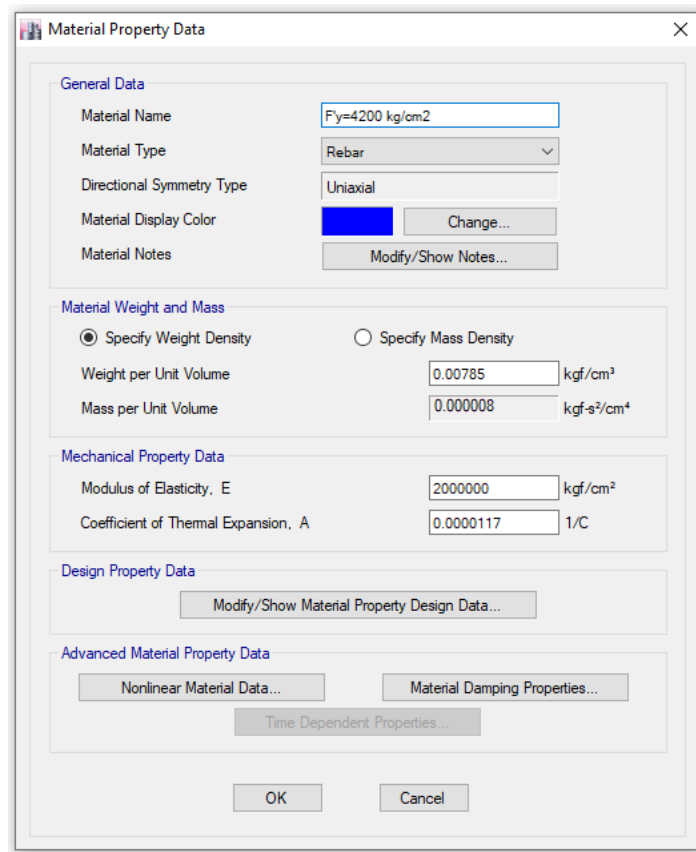 Material Property Data
General Data
Material Name F'y=4200 kg/cm2
Material Type Rebar
Directional Symmetry Type Uniaxial
Material Display Color Change...
Material Notes Modify/Show Notes...
Material Weight and Mass
Specify Weight Density Specify Mass Density
Weight per Unit Volume 0.00785 kgf/cm³
Mass per Unit Volume 0.000008 kgf-s²/cm⁴
Mechanical Property Data
Modulus of Elasticity, E 2000000 kgf/cm²
Coefficient of Thermal Expansion, A 0.0000117 1/C
Design Property Data
Modify/Show Material Property Design Data...
Advanced Material Property Data
Nonlinear Material Data... Material Damping Properties...
Time Dependent Properties...
OK Cancel